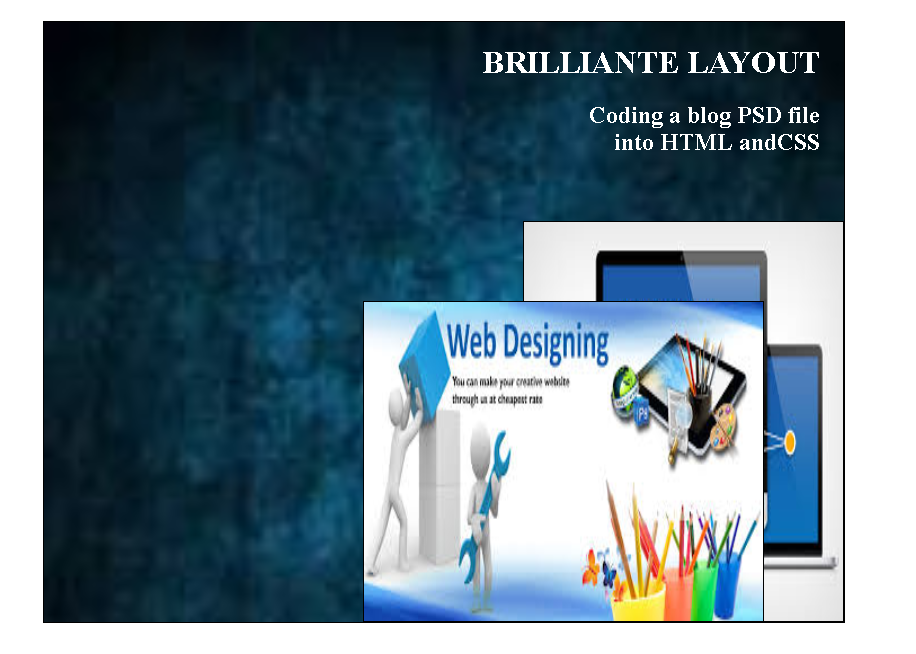 BRILLIANTE LAYOUT
Coding a blog PSD file
into HTML andCSS
Web Designing
You can make your creative website
through us at cheapest rate
Ps